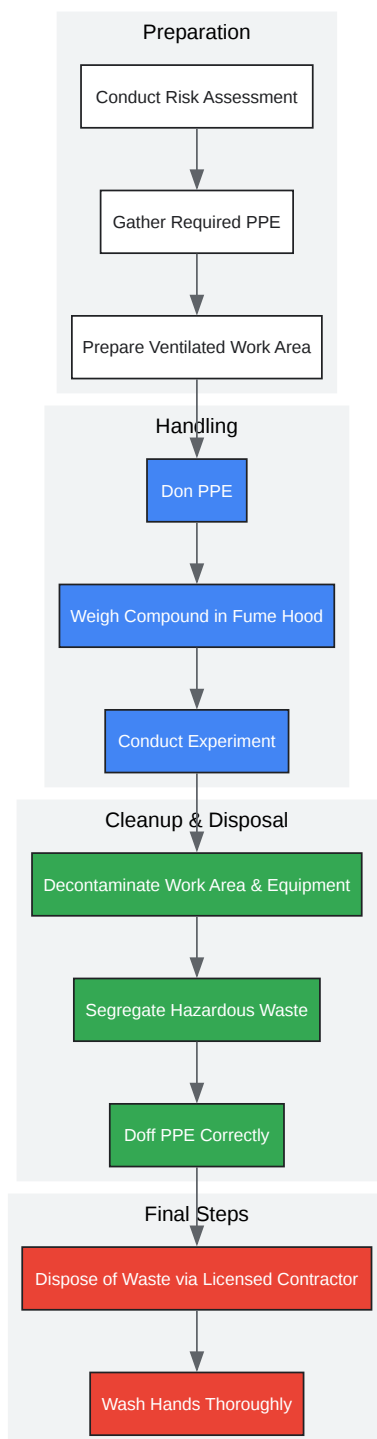 Preparation
Conduct Risk Assessment
Gather Required PPE
Prepare Ventilated Work Area
Handling
Don PPE
Weigh Compound in Fume Hood
Conduct Experiment
Cleanup & Disposal
Decontaminate Work Area & Equipment
Segregate Hazardous Waste
Doff PPE Correctly
Final Steps
Dispose of Waste via Licensed Contractor
Wash Hands Thoroughly